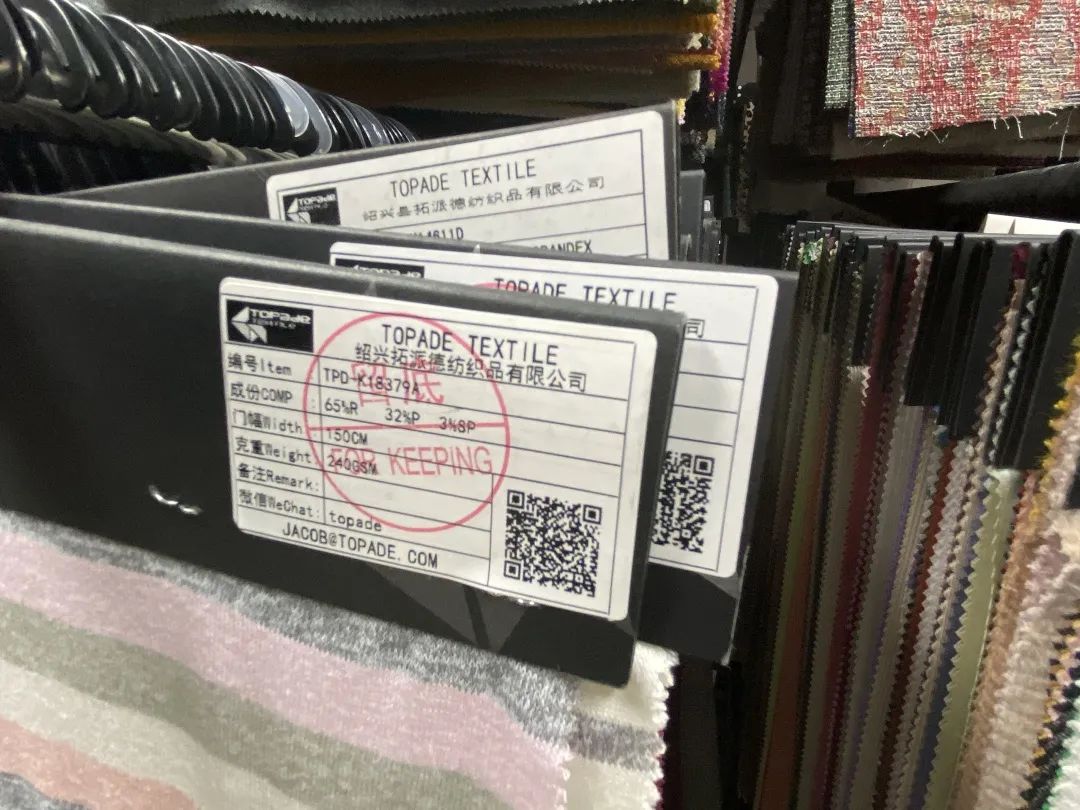 TOPADE TEXTILE
绍兴县拓派德纺织品有限公司
4611D
TOPADE TEXTILE
司
TOPADE
TEXTILE
TOPADE TEXTILE
绍兴拓派德纺织品有限公司
编号Item TPD-K18379A
成份COMP : 65%R 32%P 3%SP
门幅Width : 150CM
克重Weight: 240GSM
备注Remark:
微信WeChat: topade
JACOB@TOPADE.COM
留底
FOR KEEPING